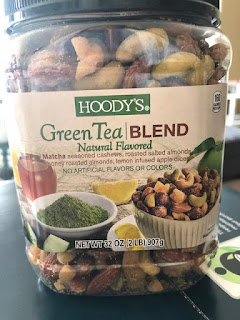 HOODY'S®
Green Tea BLEND
Natural Flavored
Matcha seasoned cashews, roasted salted almonds,
honey roasted almonds, lemon infused apple dices
NO ARTIFICIAL FLAVORS OR COLORS
NET WT 32 OZ (2 LB) 907g